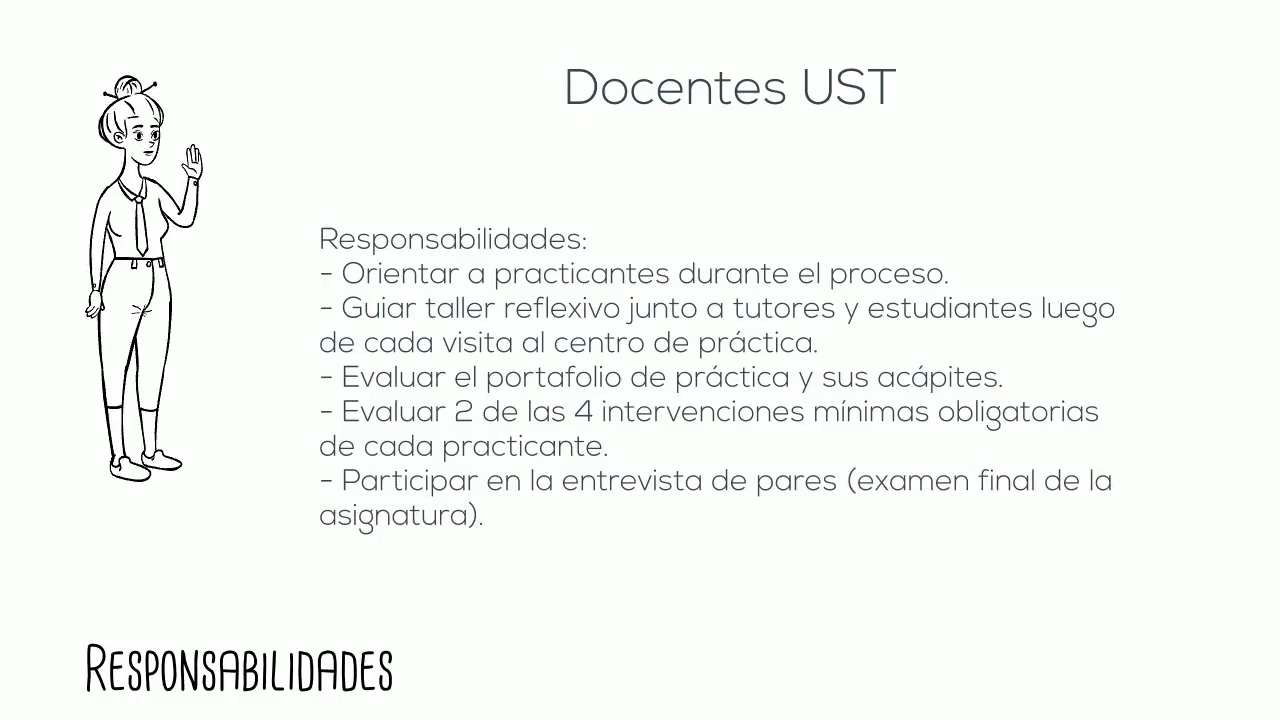 Docentes UST
Responsabilidades:
- Orientar a practicantes durante el proceso.
- Guiar taller reflexivo junto a tutores y estudiantes luego
de cada visita al centro de práctica.
- Evaluar el portafolio de práctica y sus acápites.
- Evaluar 2 de las 4 intervenciones mínimas obligatorias
de cada practicante.
- Participar en la entrevista de pares (examen final de la
asignatura).
RESPONSABILIDADES